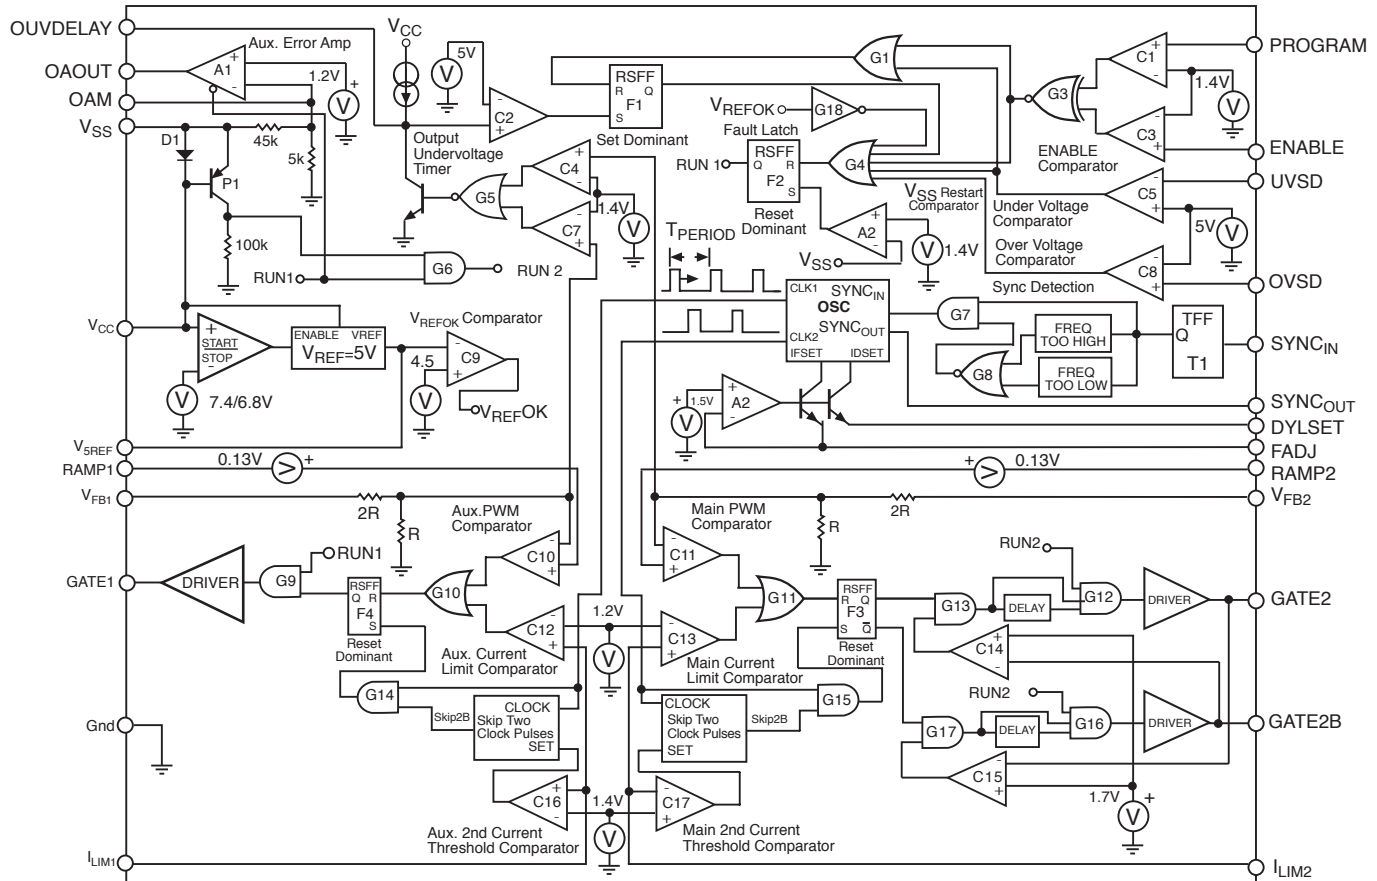 OUVDELAY
OAOUT
OAM
VSS
VCC
V5REF
RAMP1
VFB1
GATE1
Gnd
ILIM1
Aux. Error Amp
A1
+
-
1.2V
+
V
D1
45k
5k
P1
100k
RUN1
G6
RUN 2
VCC
5V
V
-
C2
+
Output
Undervoltage
Timer
RSFF
R Q
F1
S
Set Dominant
C4
+
-
G5
C7
-
+
1.4V
V
G1
VREFOK
G18
Fault Latch
RUN 1
RSFF
Q R
F2
S
Reset
Dominant
G4
VSS Restart
Comparator
A2
+
-
V
1.4V
VSS
G3
C1
+
-
1.4V
V
C3
-
+
ENABLE
Comparator
C5
-
+
Under Voltage
Comparator
5V
V
Over Voltage
Comparator
C8
-
+
Sync Detection
PROGRAM
ENABLE
UVSD
OVSD
SYNCIN
SYNCOUT
DYLSET
FADJ
RAMP2
VFB2
GATE2
GATE2B
ILIM2
TPERIOD
CLK1
SYNCIN
OSC
SYNCOUT
CLK2
IFSET
IDSET
G7
G8
FREQ
TOO HIGH
FREQ
TOO LOW
TFF
Q
T1
+
START
STOP
-
V
7.4/6.8V
ENABLE VREF
VREF=5V
VREFOK Comparator
4.5
V
-
C9
+
VREFOK
+
1.5V
V
+
A2
-
0.13V
V
+
+
V
0.13V
2R
R
R
2R
Aux.PWM
Comparator
Main PWM
Comparator
C10
-
+
C11
-
+
RUN1
DRIVER
G9
RSFF
Q R
F4
S
Reset
Dominant
G10
C12
-
+
1.2V
V
C13
-
+
Aux. Current
Limit Comparator
Main Current
Limit Comparator
G11
RSFF
R Q
F3
S Q
Reset
Dominant
RUN2
G13
DELAY
G12
DRIVER
C14
+
-
RUN2
G17
DELAY
G16
DRIVER
C15
-
+
1.7V
+
V
G14
Skip2B
CLOCK
Skip Two
Clock Pulses
SET
CLOCK
Skip Two
Clock Pulses
SET
Skip2B
G15
C16
+
-
1.4V
V
C17
-
+
Aux. 2nd Current
Threshold Comparator
Main 2nd Current
Threshold Comparator